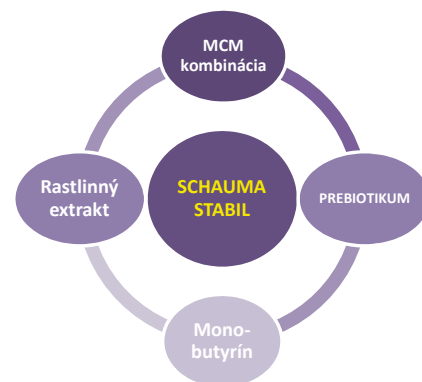 MCM
kombinácia
Rastlinný
extrakt
SCHAUMA
STABIL
PREBIOTIKUM
Mono-
butyrín